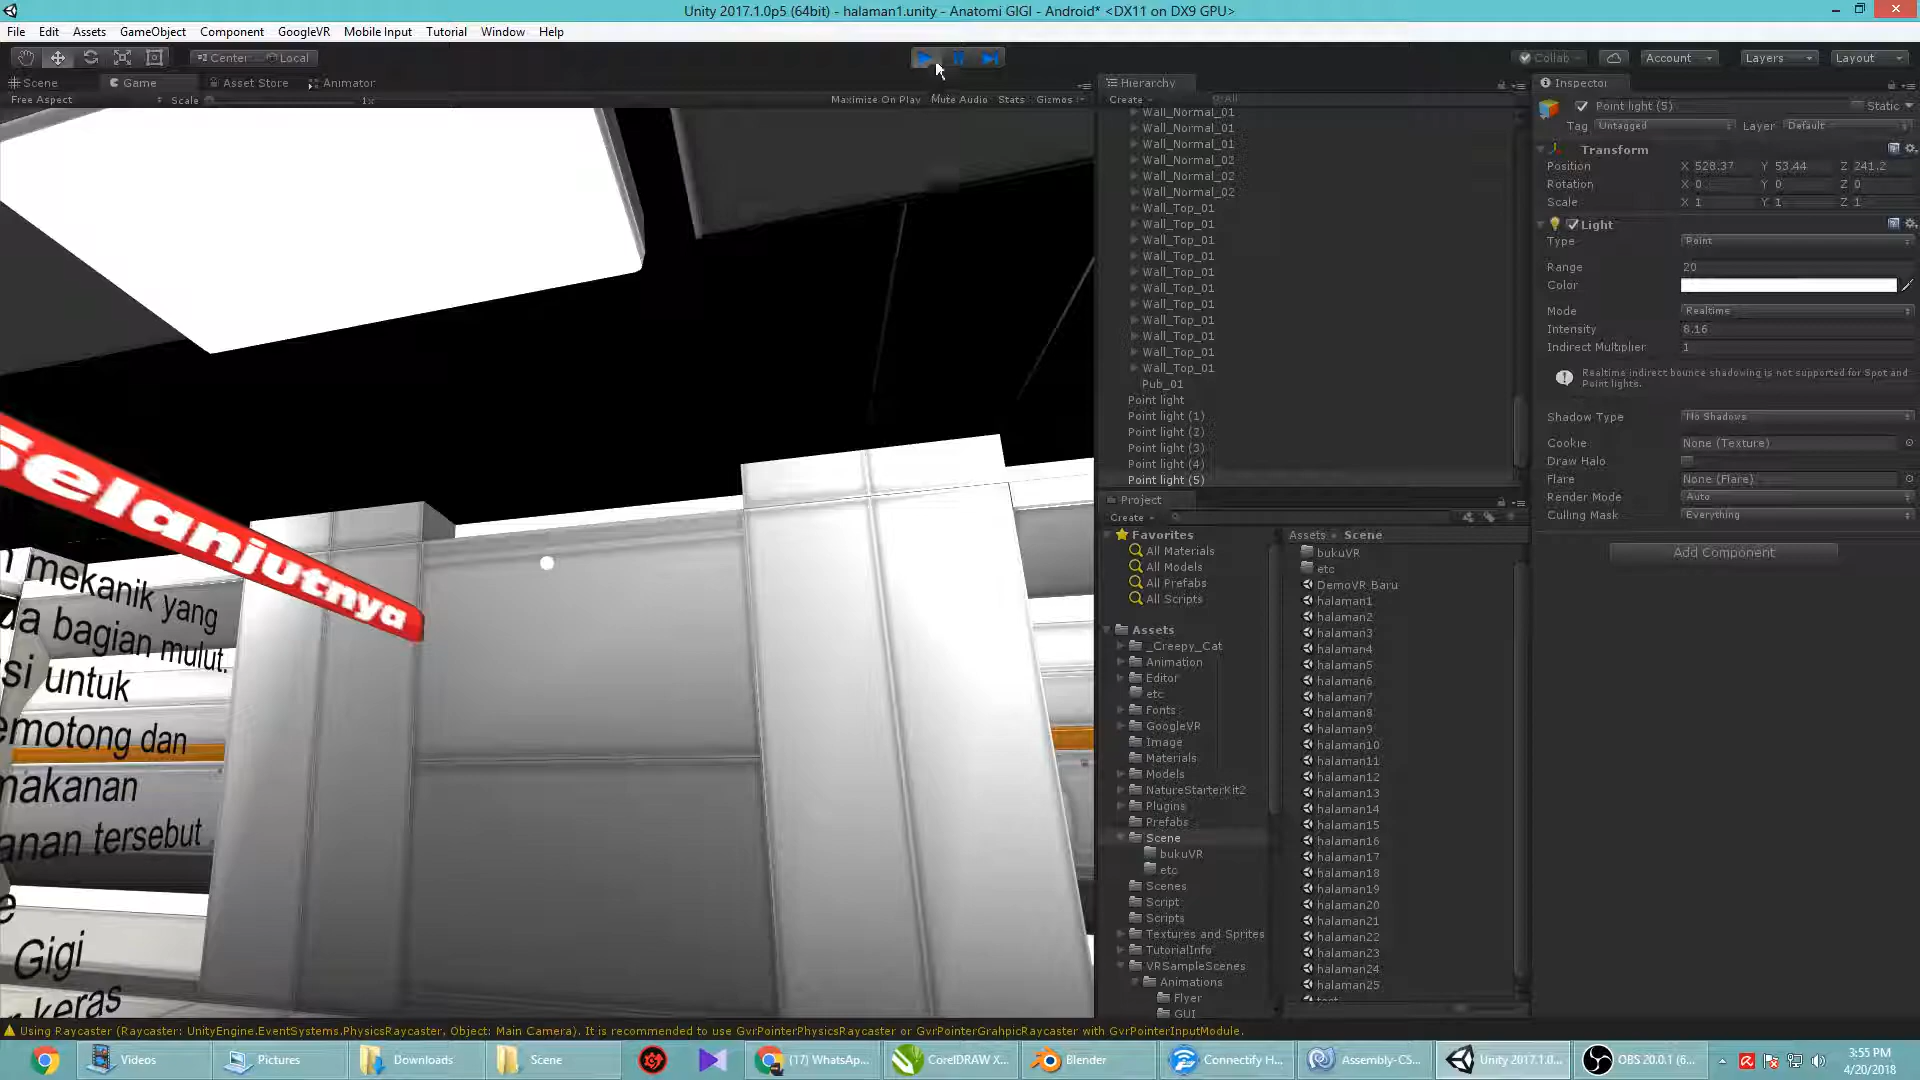 Unity 2017.1.0p5 (64bit) - halaman1.unity - Anatomi GIGI - Android* <DX11 on DX9 GPU>
File Edit Assets GameObject Component GoogleVR Mobile Input Tutorial Window Help
Center Local Collab Account Layers Layout
Scene Game Asset Store Animator
Free Aspect Scale 1x Maximize On Play Mute Audio Stats Gizmos
Selanjutnya
mekanik yang
bagian mulut.
si untuk
emotong dan
makanan
anan tersebut
e
Gigi
keras
Hierarchy
Create All
Wall_Normal_01
Wall_Normal_01
Wall_Normal_01
Wall_Normal_02
Wall_Normal_02
Wall_Normal_02
Wall_Top_01
Wall_Top_01
Wall_Top_01
Wall_Top_01
Wall_Top_01
Wall_Top_01
Wall_Top_01
Wall_Top_01
Wall_Top_01
Wall_Top_01
Wall_Top_01
Pub_01
Point light
Point light (1)
Point light (2)
Point light (3)
Point light (4)
Point light (5)
Project
Create
Favorites
All Materials
All Models
All Prefabs
All Scripts
Assets
_Creepy_Cat
Animation
Editor
etc
Fonts
GoogleVR
Image
Materials
Models
NatureStarterKit2
Plugins
Prefabs
Scene
bukuVR
etc
Scenes
Script
Scripts
Textures and Sprites
TutorialInfo
VRSampleScenes
Animations
Flyer
GUI
Assets Scene
bukuVR
etc
DemoVR Baru
halaman1
halaman2
halaman3
halaman4
halaman5
halaman6
halaman7
halaman8
halaman9
halaman10
halaman11
halaman12
halaman13
halaman14
halaman15
halaman16
halaman17
halaman18
halaman19
halaman20
halaman21
halaman22
halaman23
halaman24
halaman25
Inspector
Point light (5) Static
Tag Untagged Layer Default
Transform
Position X 528.37 Y 53.44 Z 241.2
Rotation X 0 Y 0 Z 0
Scale X 1 Y 1 Z 1
Light
Type Point
Range 20
Color
Mode Realtime
Intensity 8.16
Indirect Multiplier 1
Realtime indirect bounce shadowing is not supported for Spot and
Point lights.
Shadow Type No Shadows
Cookie None (Texture)
Draw Halo
Flare None (Flare)
Render Mode Auto
Culling Mask Everything
Add Component
Using Raycaster (Raycaster: UnityEngine.EventSystems.PhysicsRaycaster, Object: Main Camera). It is recommended to use GvrPointerPhysicsRaycaster or GvrPointerGrahpicRaycaster with GvrPointerInputModule.
Videos Pictures Downloads Scene (17) WhatsAp... CorelDRAW X... Blender Connectify H... Assembly-CS... Unity 2017.1.0... OBS 20.0.1 (6...
3:55 PM
4/20/2018